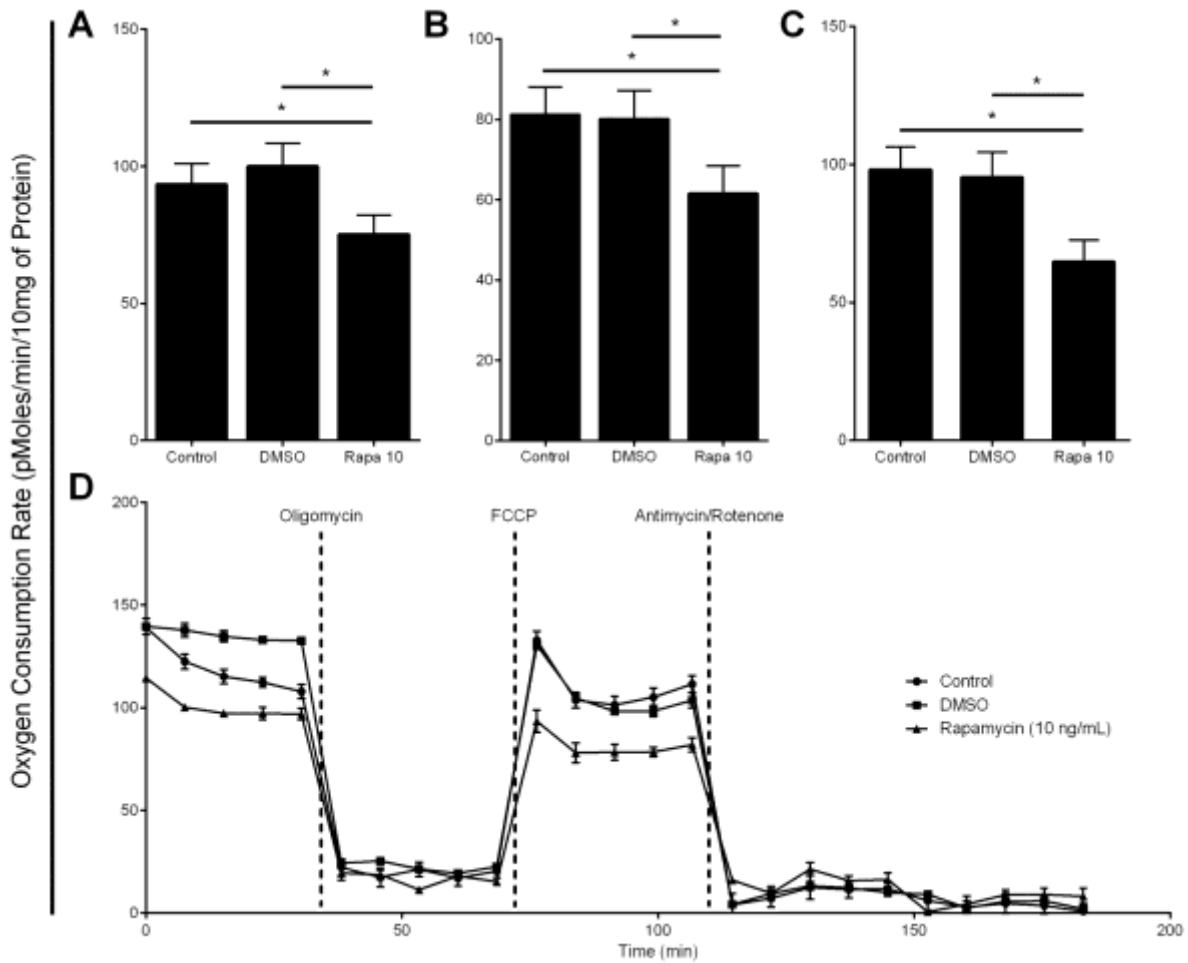 Oxygen Consumption Rate (pMoles/min/10mg of Protein)
A
150
100
50
0
Control DMSO Rapa 10
*
*
B
100
80
60
40
20
0
Control DMSO Rapa 10
*
*
C
150
100
50
0
Control DMSO Rapa 10
*
*
D
200
150
100
50
0
Oligomycin FCCP Antimycin/Rotenone
Control
DMSO
Rapamycin (10 ng/mL)
0 50 100 150 200
Time (min)